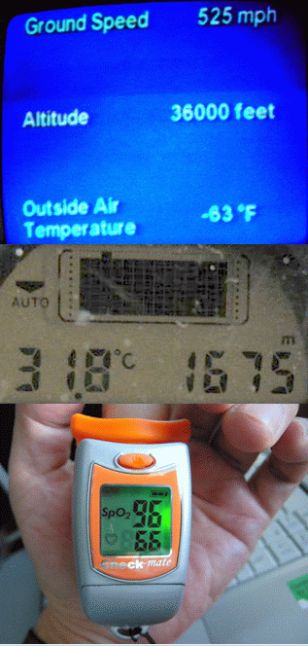 Ground Speed 525 mph
Altitude 36000 feet
Outside Air
Temperature -63 °F
AUTO
m
31.8°C 1675
SpO2 96
66
check mate